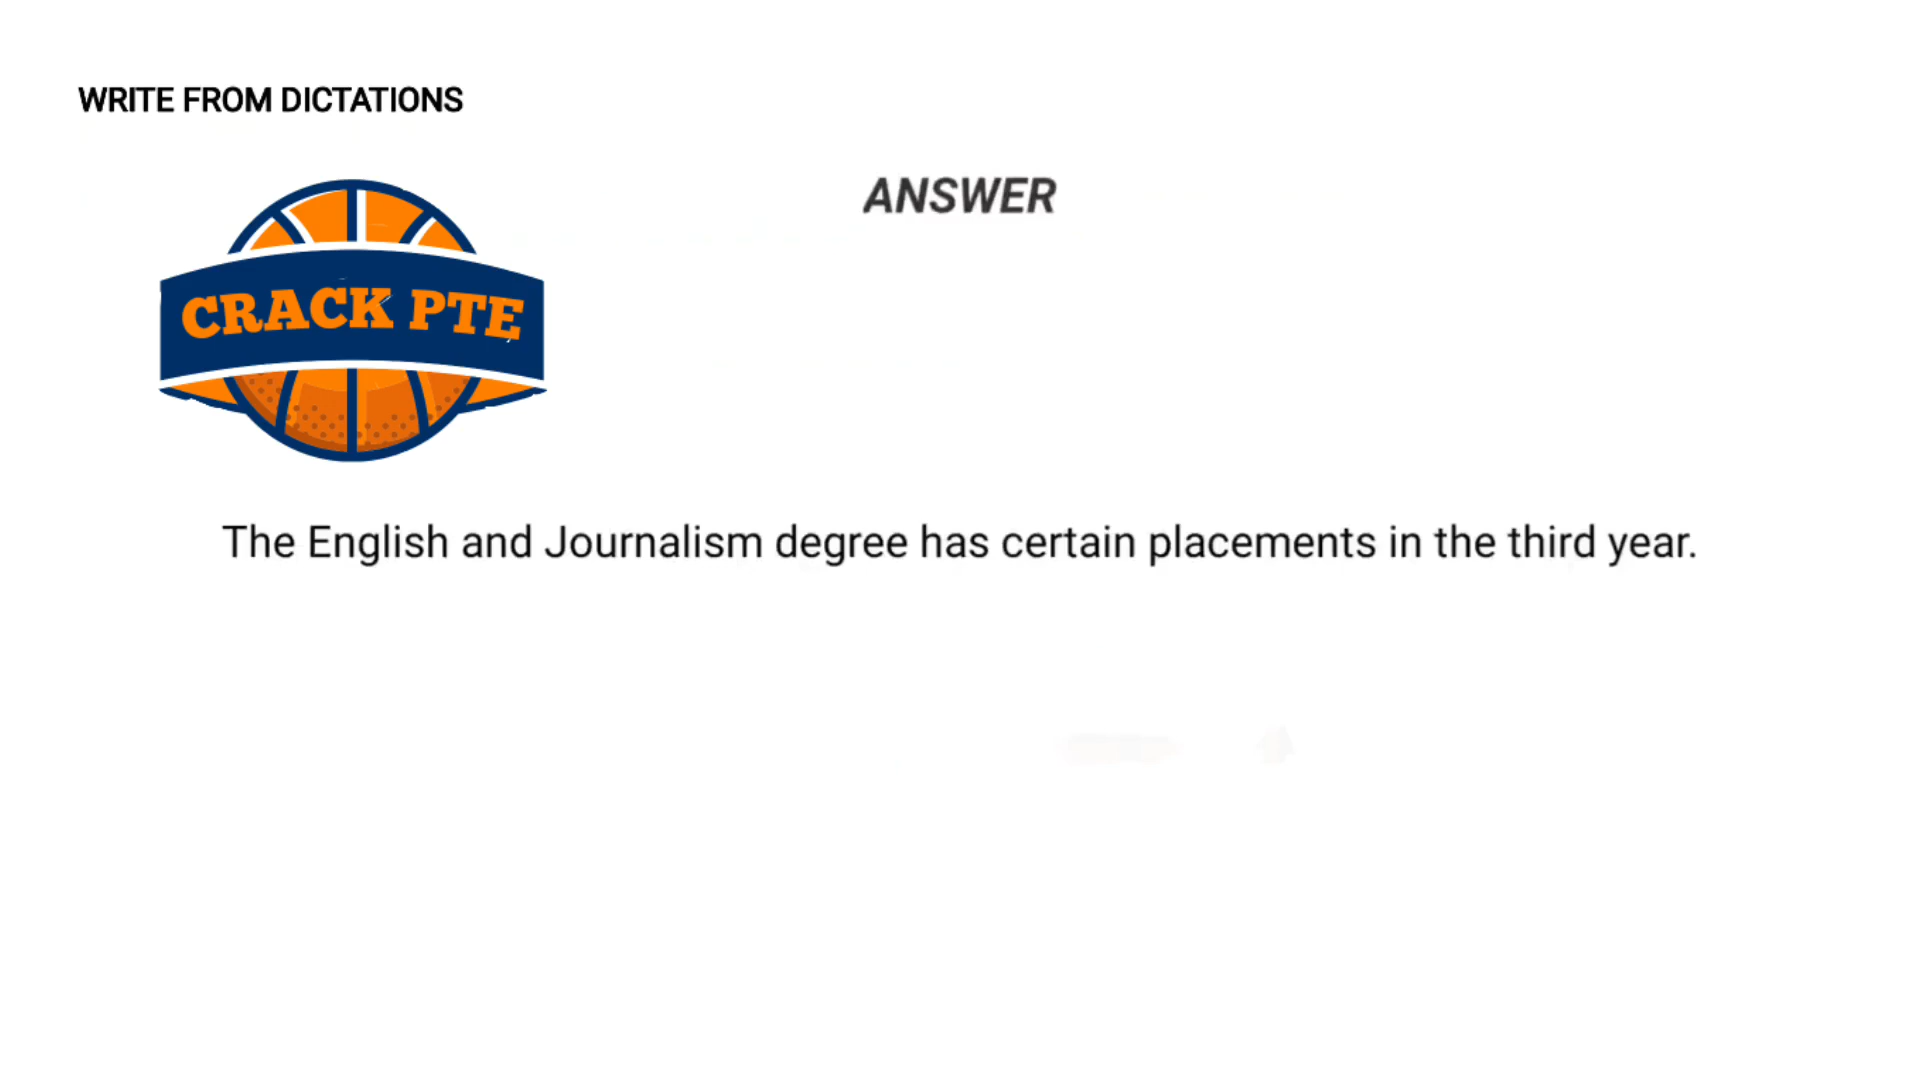 WRITE FROM DICTATIONS
ANSWER
CRACK PTE
The English and Journalism degree has certain placements in the third year.